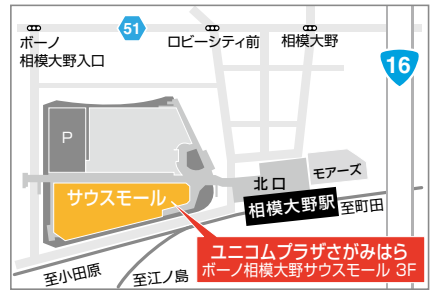 51
ボーノ
相模大野入口
ロビーシティ前
相模大野
16
P
サウスモール
北口
モアーズ
相模大野駅
至町田
ユニコムプラザさがみはら
ボーノ相模大野サウスモール 3F
至小田原
至江ノ島